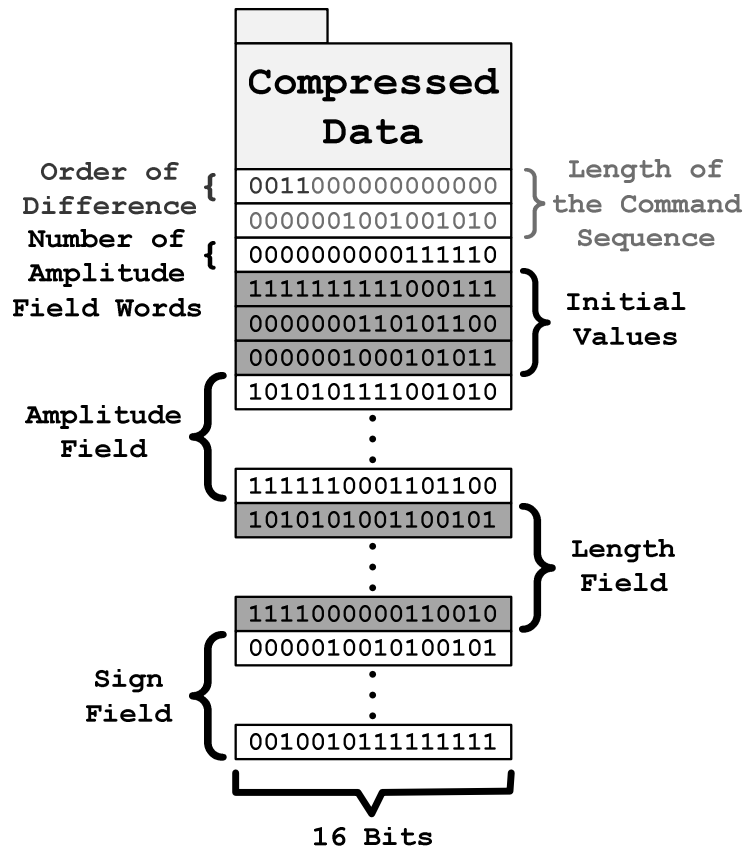 Compressed
Data
Order of
Difference
0011000000000000
0000001001001010
Length of
the Command
Sequence
Number of
Amplitude
Field Words
0000000000111110
1111111111000111
0000000110101100
0000001000101011
Initial
Values
Amplitude
Field
1010101111001010
1111110001101100
1010101001100101
Length
Field
1111000000110010
0000010010100101
Sign
Field
0010010111111111
16 Bits